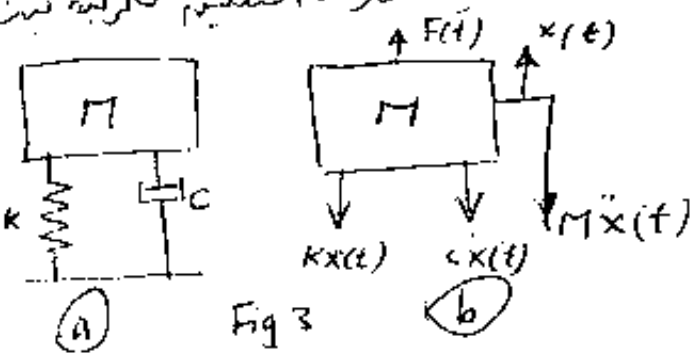 F(t) x(t)
M M
K C
Mẍ(t)
Kx(t) cẋ(t)
a Fig 3 b